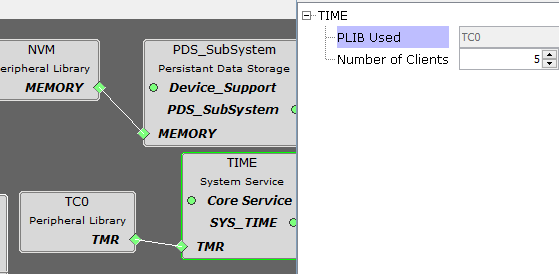 NVM
eripheral Library
MEMORY
PDS_SubSystem
Persistant Data Storage
Device_Support
PDS_SubSystem
MEMORY
TIME
System Service
Core Service
SYS_TIME
TMR
TC0
Peripheral Library
TMR
TIME
PLIB Used TC0
Number of Clients 5